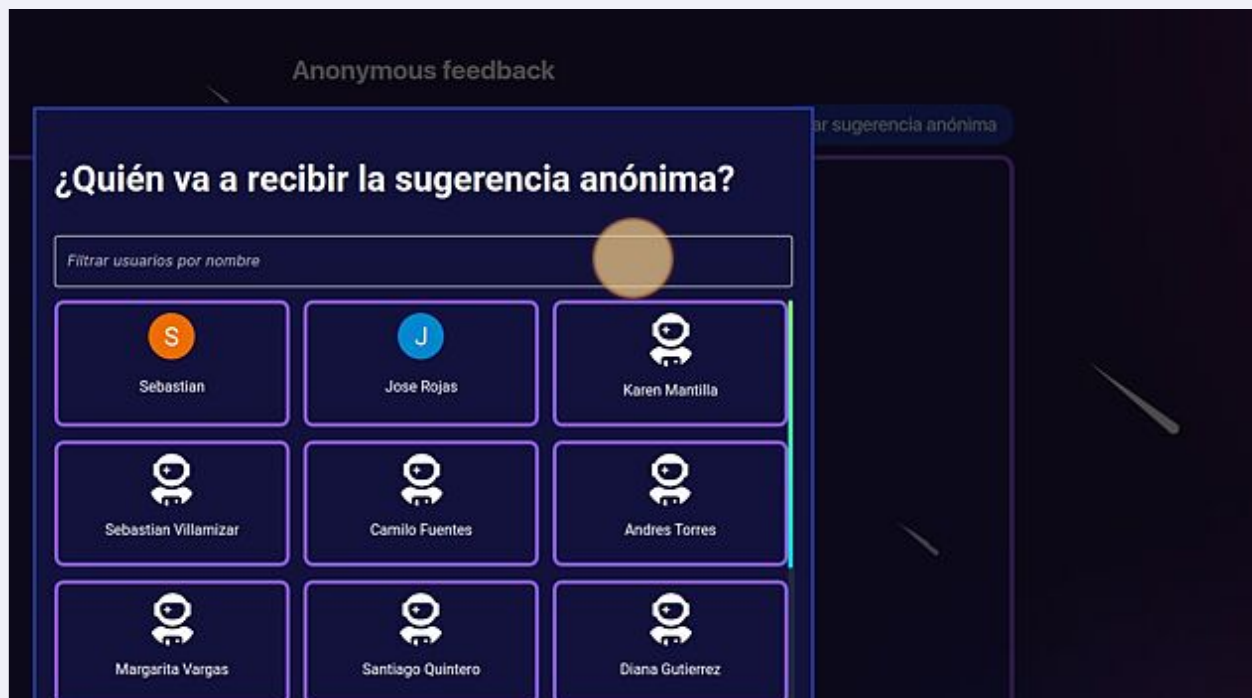 Anonymous feedback
ar sugerencia anónima
¿Quién va a recibir la sugerencia anónima?
Filtrar usuarios por nombre
S
J
Sebastian
Jose Rojas
Karen Mantilla
Sebastian Villamizar
Camilo Fuentes
Andres Torres
Margarita Vargas
Santiago Quintero
Diana Gutierrez